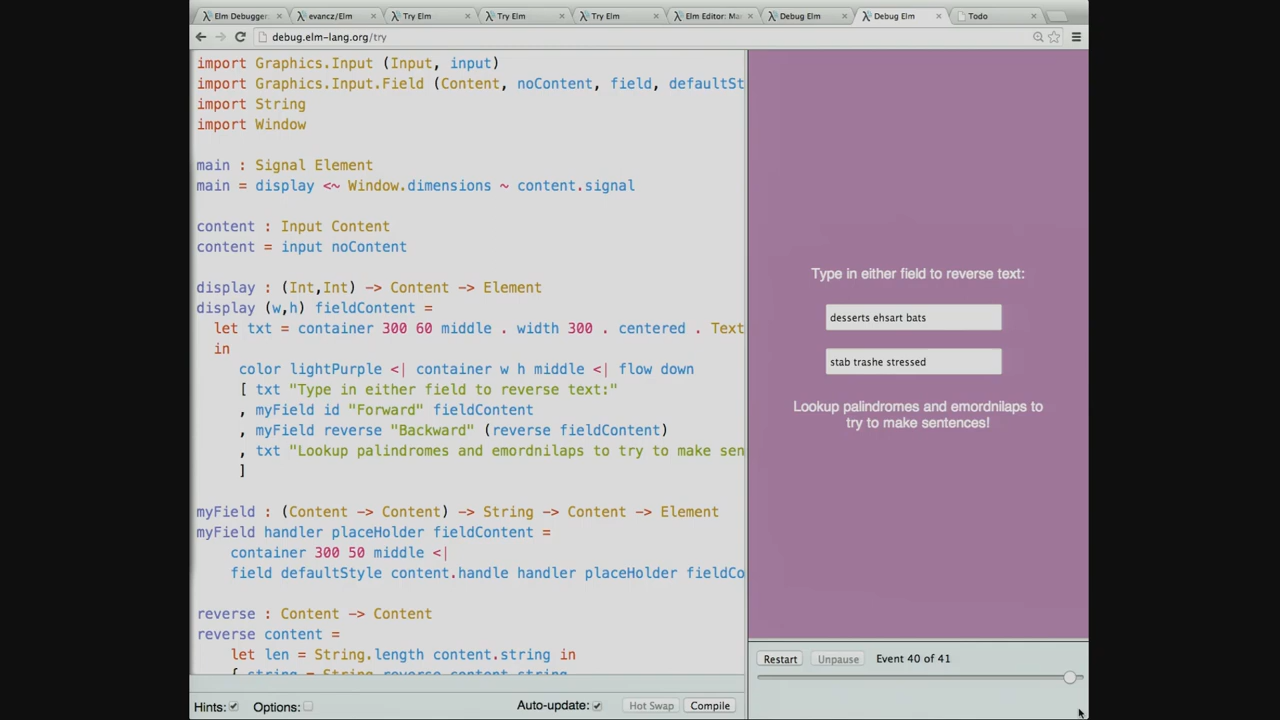 Elm Debugger
evancz/Elm
Try Elm
Try Elm
Try Elm
Elm Editor: Ma
Debug Elm
Debug Elm
Todo
debug.elm-lang.org/try
import Graphics.Input (Input, input)
import Graphics.Input.Field (Content, noContent, field, defaultSt
import String
import Window
main : Signal Element
main = display <~ Window.dimensions ~ content.signal
content : Input Content
content = input noContent
display : (Int,Int) -> Content -> Element
display (w,h) fieldContent =
let txt = container 300 60 middle . width 300 . centered . Text
in
color lightPurple <| container w h middle <| flow down
[ txt "Type in either field to reverse text:"
, myField id "Forward" fieldContent
, myField reverse "Backward" (reverse fieldContent)
, txt "Lookup palindromes and emordnilaps to try to make sen
]
myField : (Content -> Content) -> String -> Content -> Element
myField handler placeHolder fieldContent =
container 300 50 middle <|
field defaultStyle content.handle handler placeHolder fieldCo
reverse : Content -> Content
reverse content =
let len = String.length content.string in
{ string = String.reverse content.string
Hints:
Options:
Auto-update:
Hot Swap
Compile
Type in either field to reverse text:
desserts ehsart bats
stab trashe stressed
Lookup palindromes and emordnilaps to
try to make sentences!
Restart
Unpause
Event 40 of 41